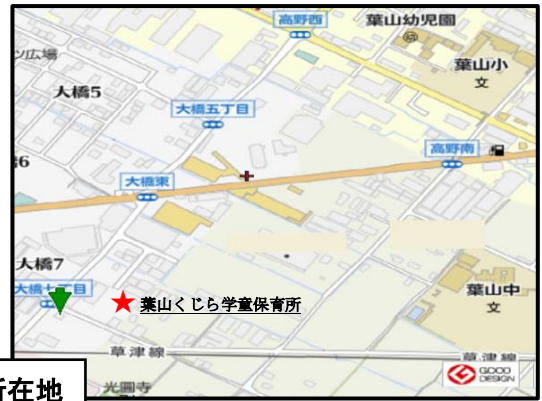 高野西
葉山幼児園
葉山小
文
ツ広場
大橋5
大橋五丁目
高野南
6
大橋東
大橋7
大橋七丁目
葉山くじら学童保育所
葉山中
文
草津線
草津線
光圓寺
GOOD
DESIGN
所在地